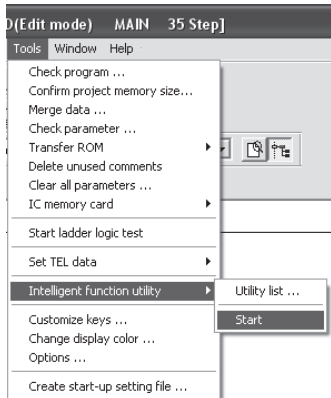 D(Edit mode) MAIN 35 Step]
Tools Window Help
Check program ...
Confirm project memory size...
Merge data ...
Check parameter ...
Transfer ROM
Delete unused comments
Clear all parameters ...
IC memory card
Start ladder logic test
Set TEL data
Intelligent function utility
Utility list ...
Start
Customize keys ...
Change display color ...
Options ...
Create start-up setting file ...